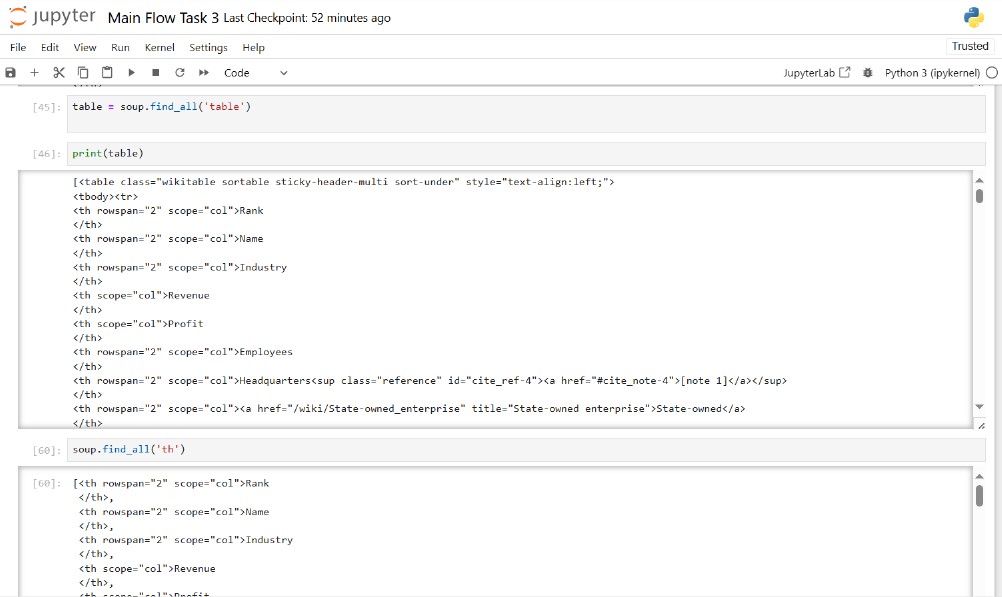 jupyter Main Flow Task 3 Last Checkpoint: 52 minutes ago
File Edit View Run Kernel Settings Help Trusted
Code JupyterLab Python 3 (ipykernel)
[45]: table = soup.find_all('table')
[46]: print(table)
[<table class="wikitable sortable sticky-header-multi sort-under" style="text-align:left;">
<tbody><tr>
<th rowspan="2" scope="col">Rank
</th>
<th rowspan="2" scope="col">Name
</th>
<th rowspan="2" scope="col">Industry
</th>
<th scope="col">Revenue
</th>
<th scope="col">Profit
</th>
<th rowspan="2" scope="col">Employees
</th>
<th rowspan="2" scope="col">Headquarters<sup class="reference" id="cite_ref-4"><a href="#cite_note-4">[note 1]</a></sup>
</th>
<th rowspan="2" scope="col"><a href="/wiki/State-owned_enterprise" title="State-owned enterprise">State-owned</a>
</th>
[60]: soup.find_all('th')
[60]: [<th rowspan="2" scope="col">Rank
</th>,
<th rowspan="2" scope="col">Name
</th>,
<th rowspan="2" scope="col">Industry
</th>,
<th scope="col">Revenue
</th>,
<th scope="col">Profit